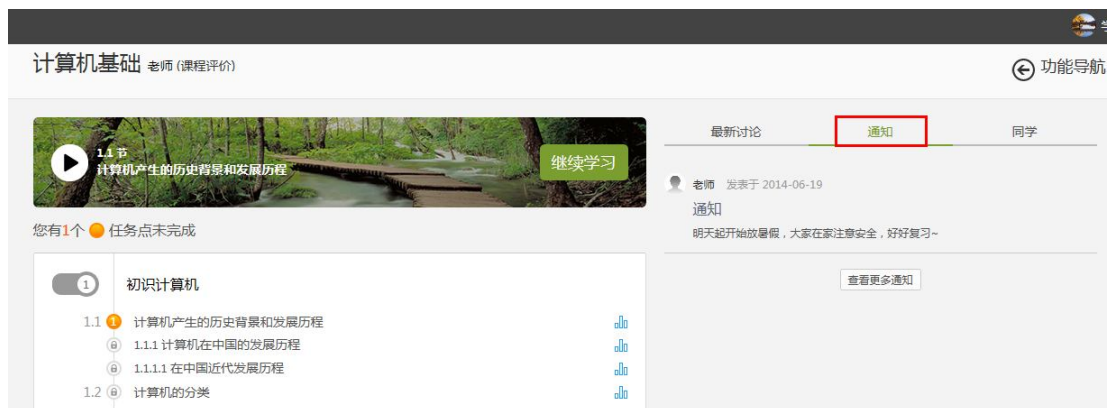 学
计算机基础 老师 (课程评价)
功能导航
1.1 节
计算机产生的历史背景和发展历程
继续学习
您有1个 任务点未完成
1 初识计算机
1.1 1 计算机产生的历史背景和发展历程
1.1.1 计算机在中国的发展历程
1.1.1.1 在中国近代发展历程
1.2 计算机的分类
最新讨论 通知 同学
老师 发表于 2014-06-19
通知
明天起开始放暑假，大家在家注意安全，好好复习~
查看更多通知